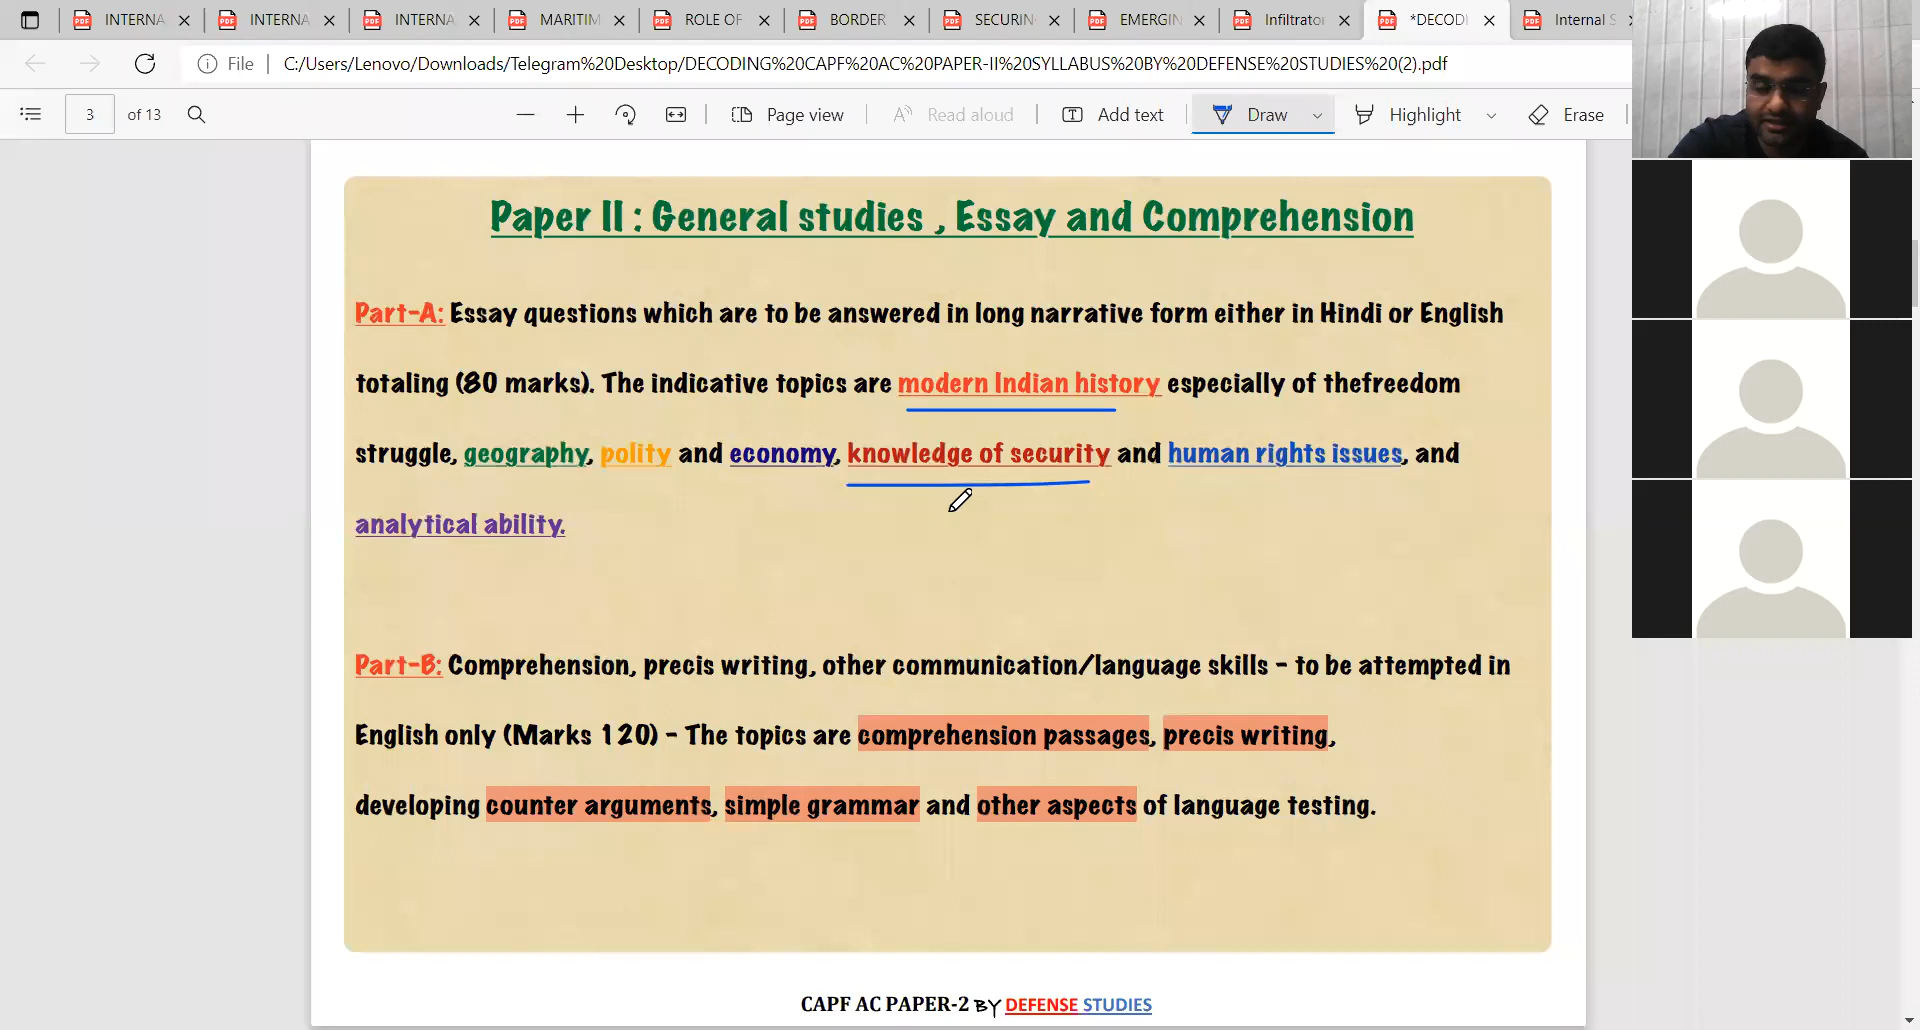 INTERNA INTERNA INTERNA MARITIM ROLE OF BORDER SECURIN EMERGIN Infiltrato *DECODI Internal S
File C:/Users/Lenovo/Downloads/Telegram%20Desktop/DECODING%20CAPF%20AC%20PAPER-II%20SYLLABUS%20BY%20DEFENSE%20STUDIES%20(2).pdf
3 of 13 Page view Read aloud Add text Draw Highlight Erase
Paper II : General studies , Essay and Comprehension
Part-A: Essay questions which are to be answered in long narrative form either in Hindi or English
totaling (80 marks). The indicative topics are modern Indian history especially of thefreedom
struggle, geography, polity and economy, knowledge of security and human rights issues, and
analytical ability.
Part-B: Comprehension, precis writing, other communication/language skills – to be attempted in
English only (Marks 120) – The topics are comprehension passages, precis writing,
developing counter arguments, simple grammar and other aspects of language testing.
CAPF AC PAPER-2 BY DEFENSE STUDIES